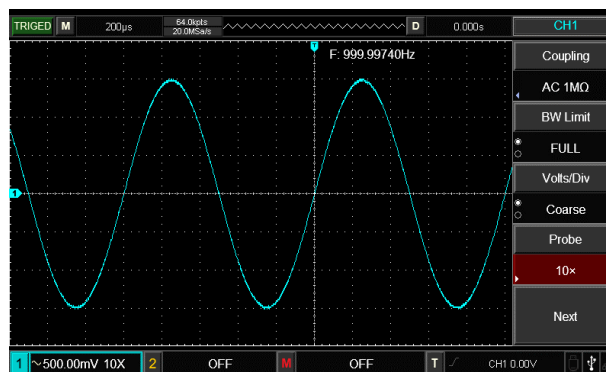 TRIGED M 200µs 64.0kpts D 0.000s CH1
20.0MSa/s
T
F: 999.99740Hz
Coupling
AC 1MΩ
BW Limit
FULL
Volts/Div
1
Coarse
Probe
10×
Next
1 ~500.00mV 10X 2 OFF M OFF T CH1 0.00V